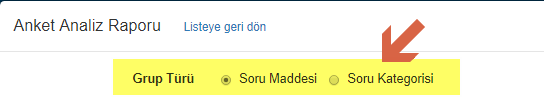 Anket Analiz Raporu Listeye geri dön
Grup Türü Soru Maddesi Soru Kategorisi